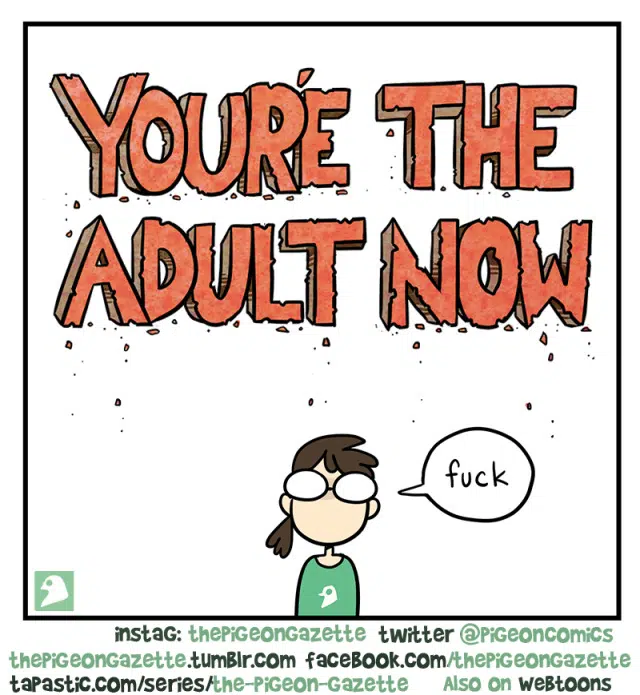 YOUR'E THE
ADULT NOW
fuck
instaG: thePiGeonGazette twitter @PiGeoncomics
thePiGeonGazette.tumBlr.com faceBook.com/thePiGeonGazette
tapastic.com/series/the-PiGeon-Gazette Also on weBtoons